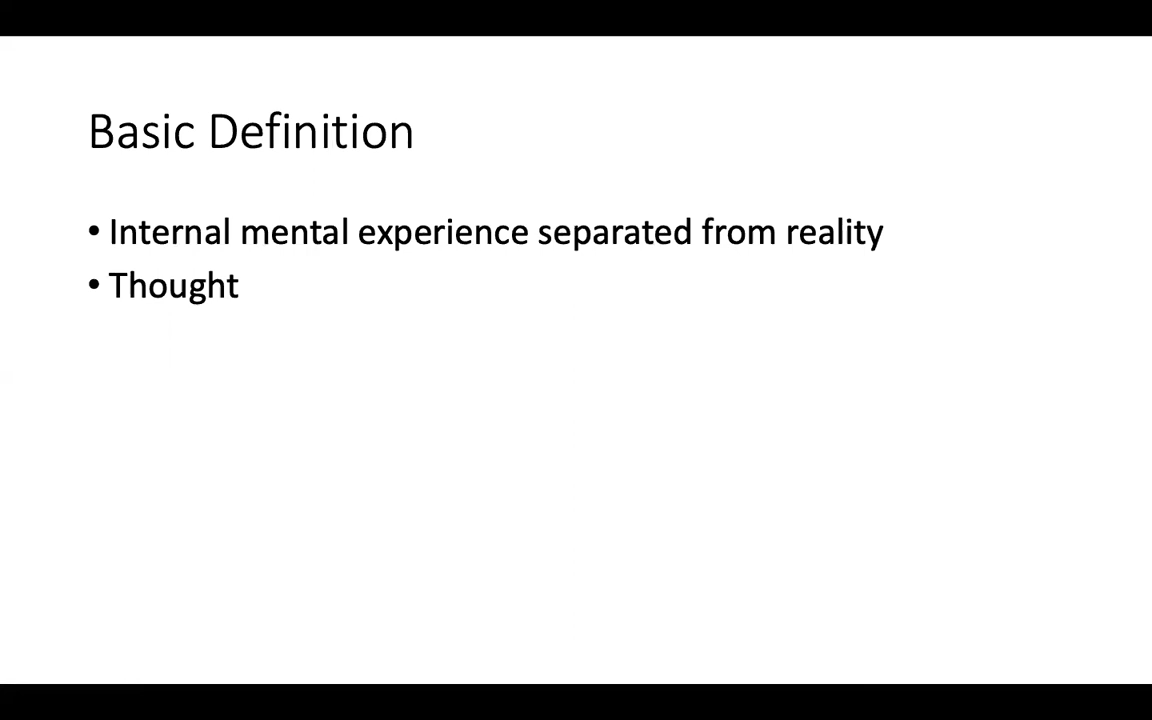 Basic Definition
• Internal mental experience separated from reality
• Thought